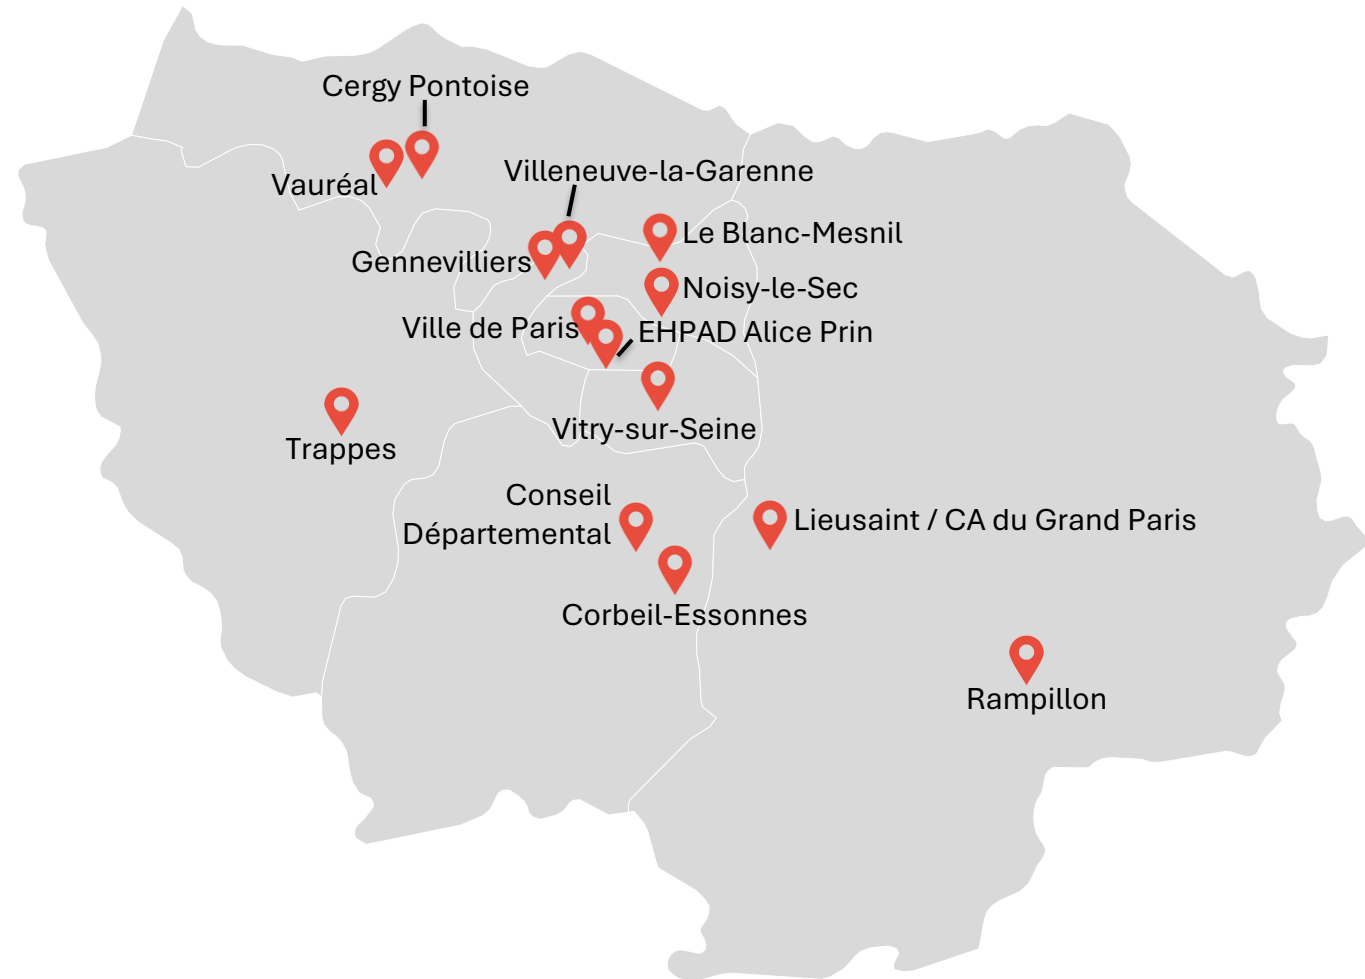 Cergy Pontoise
Villeneuve-la-Garenne
Vauréal
Le Blanc-Mesnil
Gennevilliers
Noisy-le-Sec
Ville de Paris
EHPAD Alice Prin
Vitry-sur-Seine
Trappes
Conseil
Départemental
Lieusaint / CA du Grand Paris
Corbeil-Essonnes
Rampillon